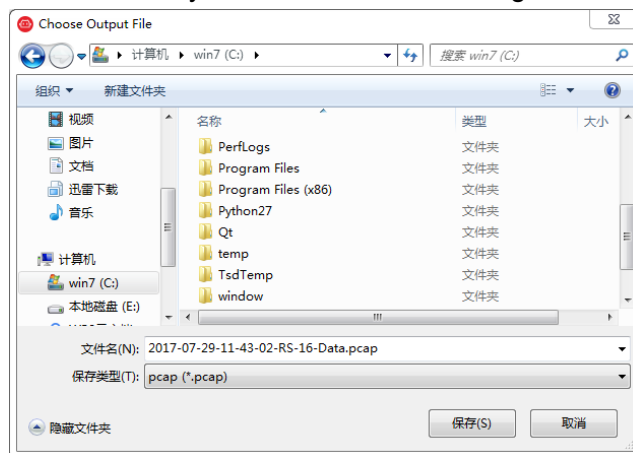 Choose Output File
计算机 win7 (C:)
搜索 win7 (C:)
组织 新建文件夹
名称 类型 大小
视频
图片
文档
迅雷下载
音乐
计算机
win7 (C:)
本地磁盘 (E:)
PerfLogs 文件夹
Program Files 文件夹
Program Files (x86) 文件夹
Python27 文件夹
Qt 文件夹
temp 文件夹
TsdTemp 文件夹
window 文件夹
文件名(N): 2017-07-29-11-43-02-RS-16-Data.pcap
保存类型(T): pcap (*.pcap)
隐藏文件夹 保存(S) 取消